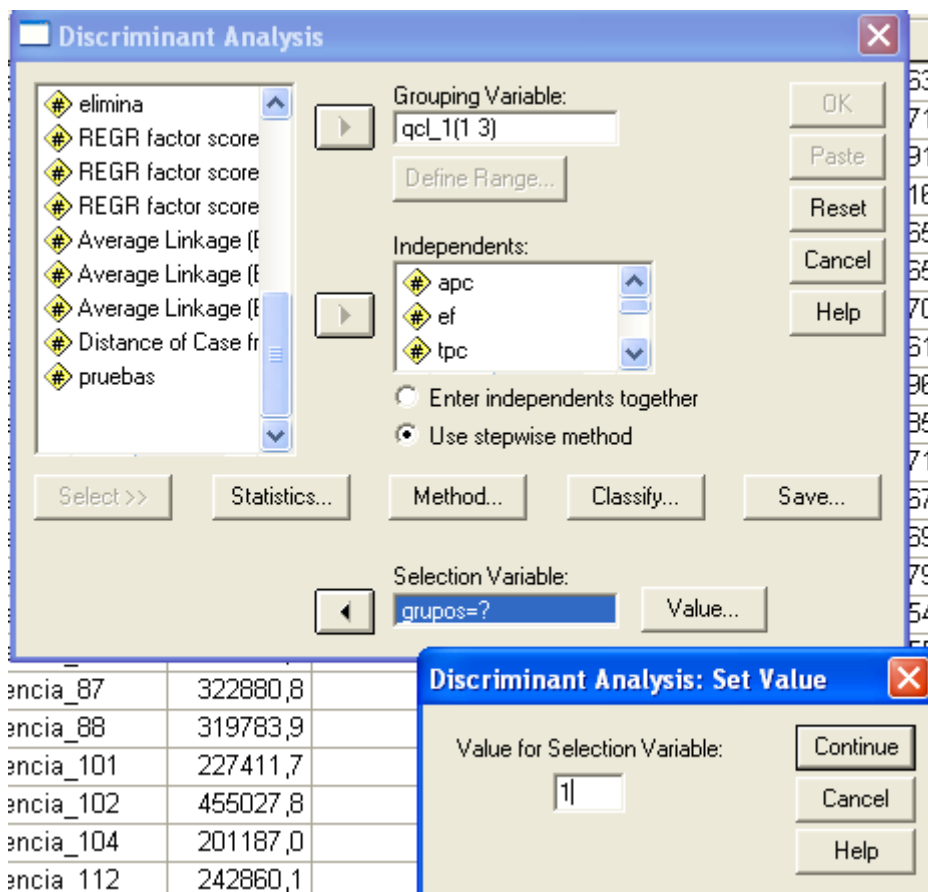 Discriminant Analysis
elimina
REGR factor score
REGR factor score
REGR factor score
Average Linkage (E
Average Linkage (E
Average Linkage (E
Distance of Case fr
pruebas
Grouping Variable:
qcl_1(1 3)
Define Range...
Independents:
apc
ef
tpc
Enter independents together
Use stepwise method
OK
Paste
Reset
Cancel
Help
Select >>
Statistics...
Method...
Classify...
Save...
Selection Variable:
grupos=?
Value...
encia_87 322880,8
encia_88 319783,9
encia_101 227411,7
encia_102 455027,8
encia_104 201187,0
encia_112 242860,1
Discriminant Analysis: Set Value
Value for Selection Variable:
1
Continue
Cancel
Help